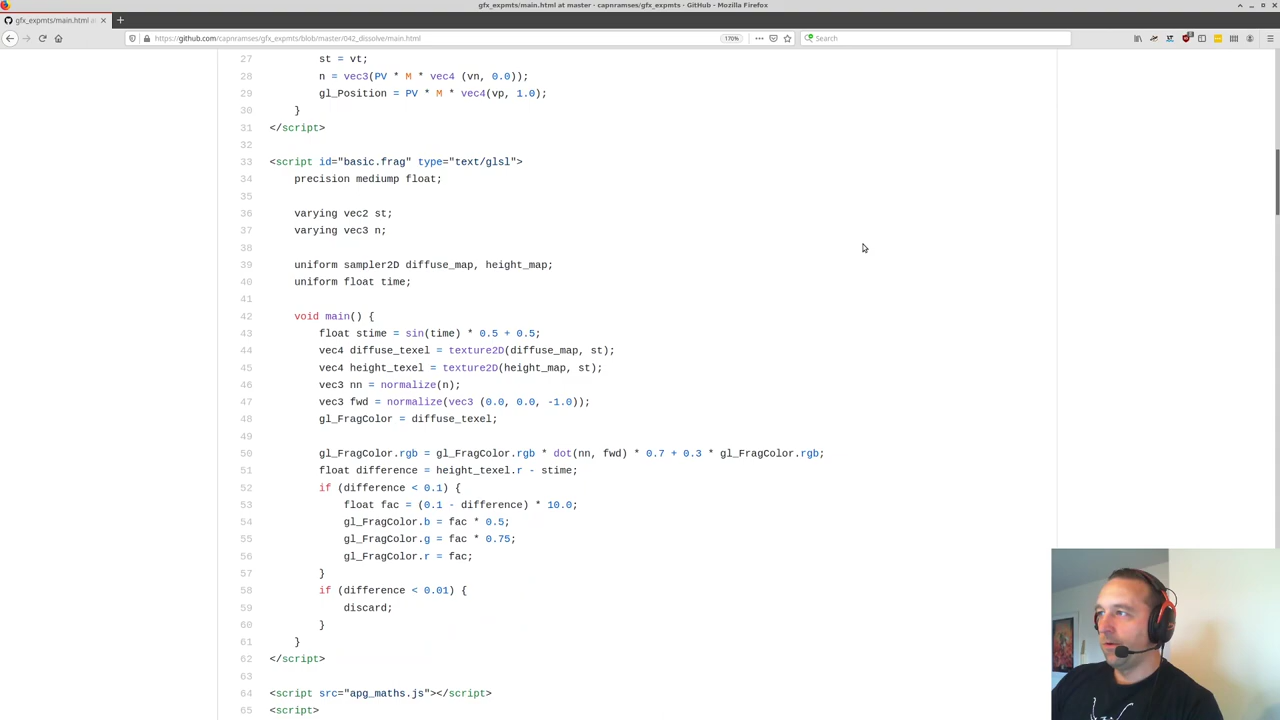 gfx_expmts/main.html at master · capnramses/gfx_expmts · GitHub - Mozilla Firefox
gfx_expmts/main.html at
https://github.com/capnramses/gfx_expmts/blob/master/042_dissolve/main.html
170%
Search
27 st = vt;
28 n = vec3(PV * M * vec4 (vn, 0.0));
29 gl_Position = PV * M * vec4(vp, 1.0);
30 }
31 </script>
32
33 <script id="basic.frag" type="text/glsl">
34 precision mediump float;
35
36 varying vec2 st;
37 varying vec3 n;
38
39 uniform sampler2D diffuse_map, height_map;
40 uniform float time;
41
42 void main() {
43 float stime = sin(time) * 0.5 + 0.5;
44 vec4 diffuse_texel = texture2D(diffuse_map, st);
45 vec4 height_texel = texture2D(height_map, st);
46 vec3 nn = normalize(n);
47 vec3 fwd = normalize(vec3 (0.0, 0.0, -1.0));
48 gl_FragColor = diffuse_texel;
49
50 gl_FragColor.rgb = gl_FragColor.rgb * dot(nn, fwd) * 0.7 + 0.3 * gl_FragColor.rgb;
51 float difference = height_texel.r - stime;
52 if (difference < 0.1) {
53 float fac = (0.1 - difference) * 10.0;
54 gl_FragColor.b = fac * 0.5;
55 gl_FragColor.g = fac * 0.75;
56 gl_FragColor.r = fac;
57 }
58 if (difference < 0.01) {
59 discard;
60 }
61 }
62 </script>
63
64 <script src="apg_maths.js"></script>
65 <script>